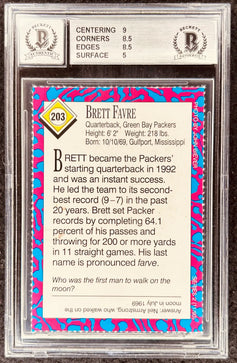 BECKETT
CENTERING 9
CORNERS 8.5
EDGES 8.5
SURFACE 5
BECKETT
203
BRETT FAVRE
Quarterback, Green Bay Packers
Height: 6' 2" Weight: 218 lbs.
Born: 10/10/69, Gulfport, Mississippi
BRETT became the Packers'
starting quarterback in 1992
and was an instant success.
He led the team to its second-
best record (9–7) in the
past 20 years. Brett set Packer
records by completing 64.1
percent of his passes and
throwing for 200 or more yards
in 11 straight games. His last
name is pronounced farve.
Who was the first man to walk on the
moon?
Answer: Neil Armstrong, who walked on the
moon in July 1969